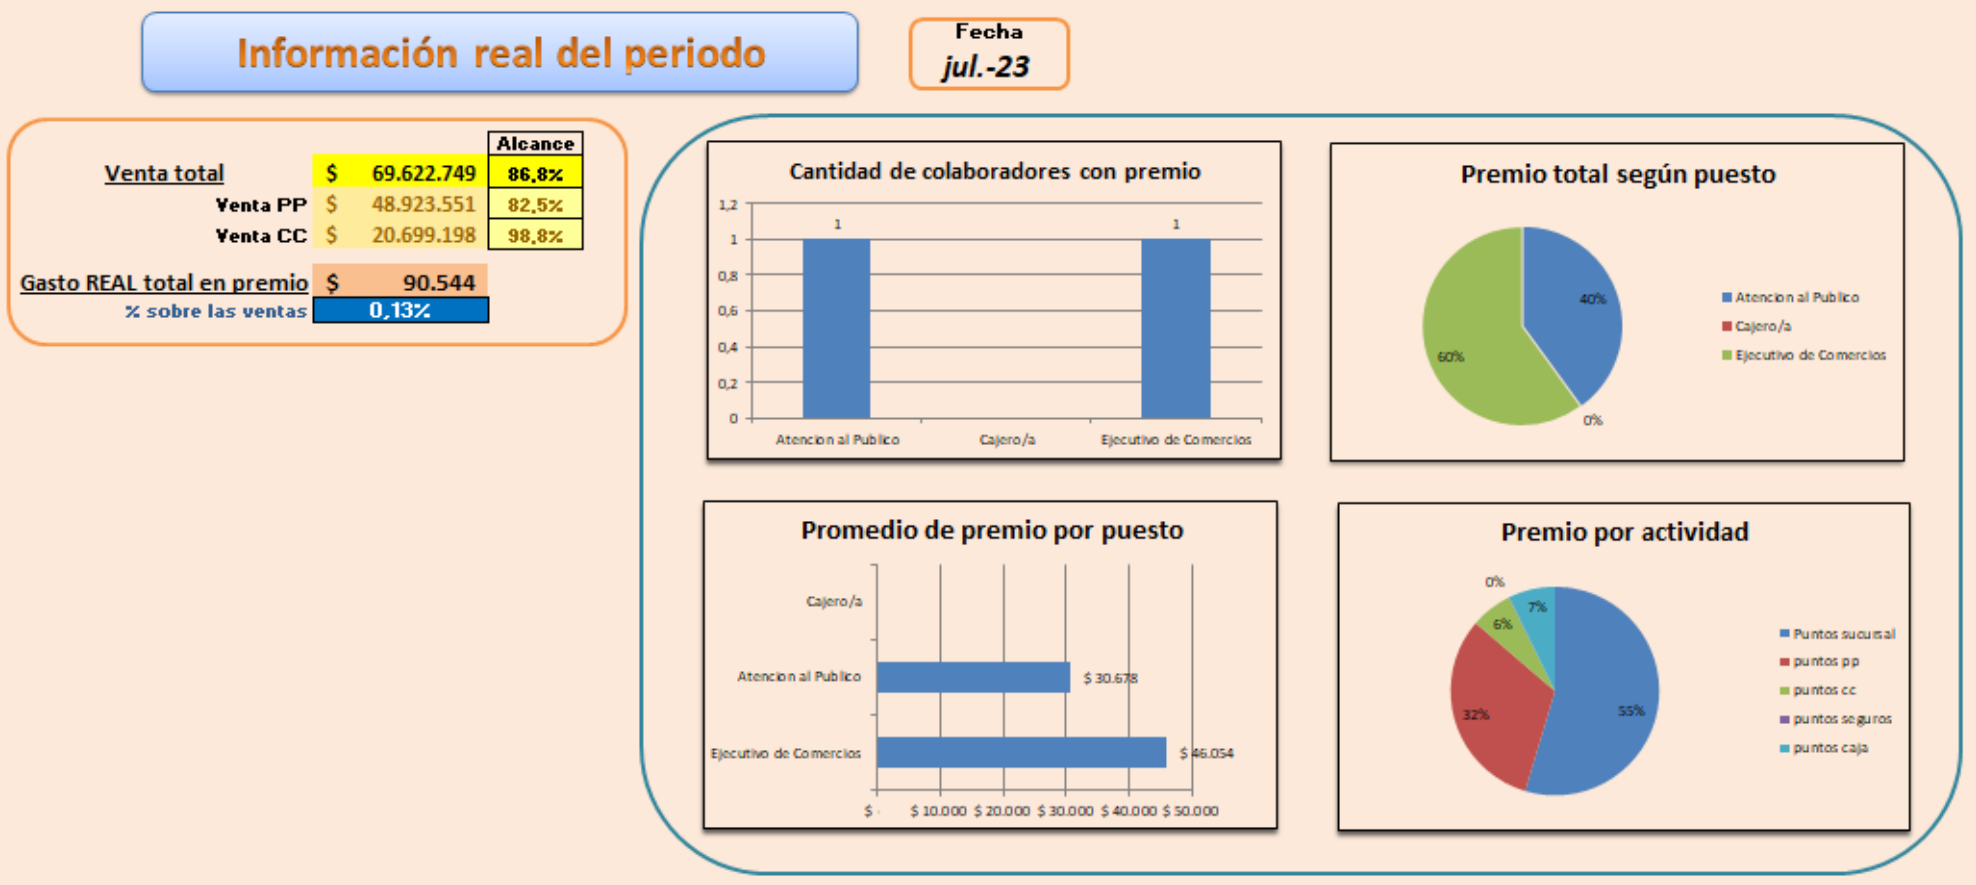 Información real del periodo
Fecha
jul.-23
Alcance
Venta total $ 69.622.749 86,8%
Venta PP $ 48.923.551 82,5%
Venta CC $ 20.699.198 98,8%
Gasto REAL total en premio $ 90.544
% sobre las ventas 0,13%
Cantidad de colaboradores con premio
1,2
1
0,8
0,6
0,4
0,2
0
1
1
Atencion al Publico
Cajero/a
Ejecutivo de Comercios
Premio total según puesto
40%
60%
0%
Atencion al Publico
Cajero/a
Ejecutivo de Comercios
Promedio de premio por puesto
Cajero/a
Atencion al Publico
$ 30.678
Ejecutivo de Comercios
$ 46.054
$ - $ 10.000 $ 20.000 $ 30.000 $ 40.000 $ 50.000
Premio por actividad
0%
7%
6%
32%
55%
Puntos sucursal
puntos pp
puntos cc
puntos seguros
puntos caja